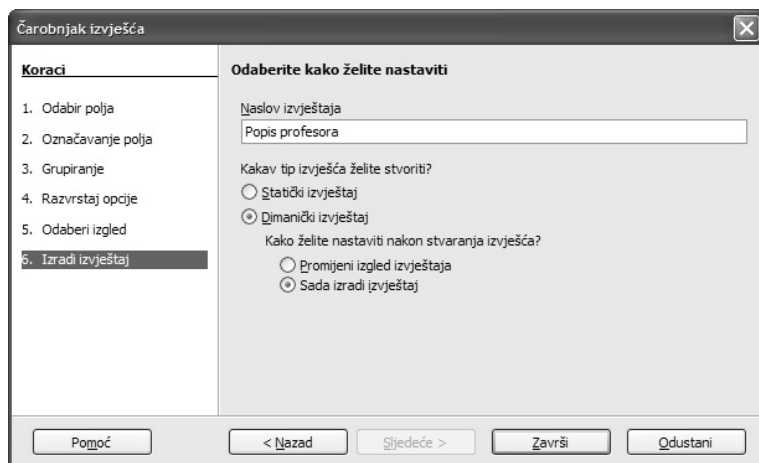 Čarobnjak izvješća
Koraci
1. Odabir polja
2. Označavanje polja
3. Grupiranje
4. Razvrstaj opcije
5. Odaberi izgled
6. Izradi izvještaj
Odaberite kako želite nastaviti
Naslov izvještaja
Popis profesora
Kakav tip izvješća želite stvoriti?
Statički izvještaj
Dimanički izvještaj
Kako želite nastaviti nakon stvaranja izvješća?
Promijeni izgled izvještaja
Sada izradi izvještaj
Pomoć
< Nazad
Sljedeće >
Završi
Odustani